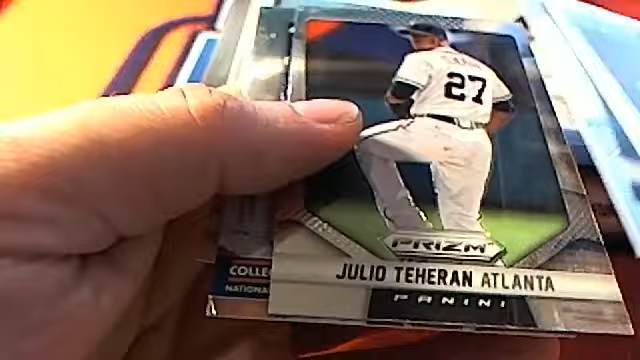 27
PRIZM
JULIO TEHERAN ATLANTA
PANINI
COLLE
NATIONA